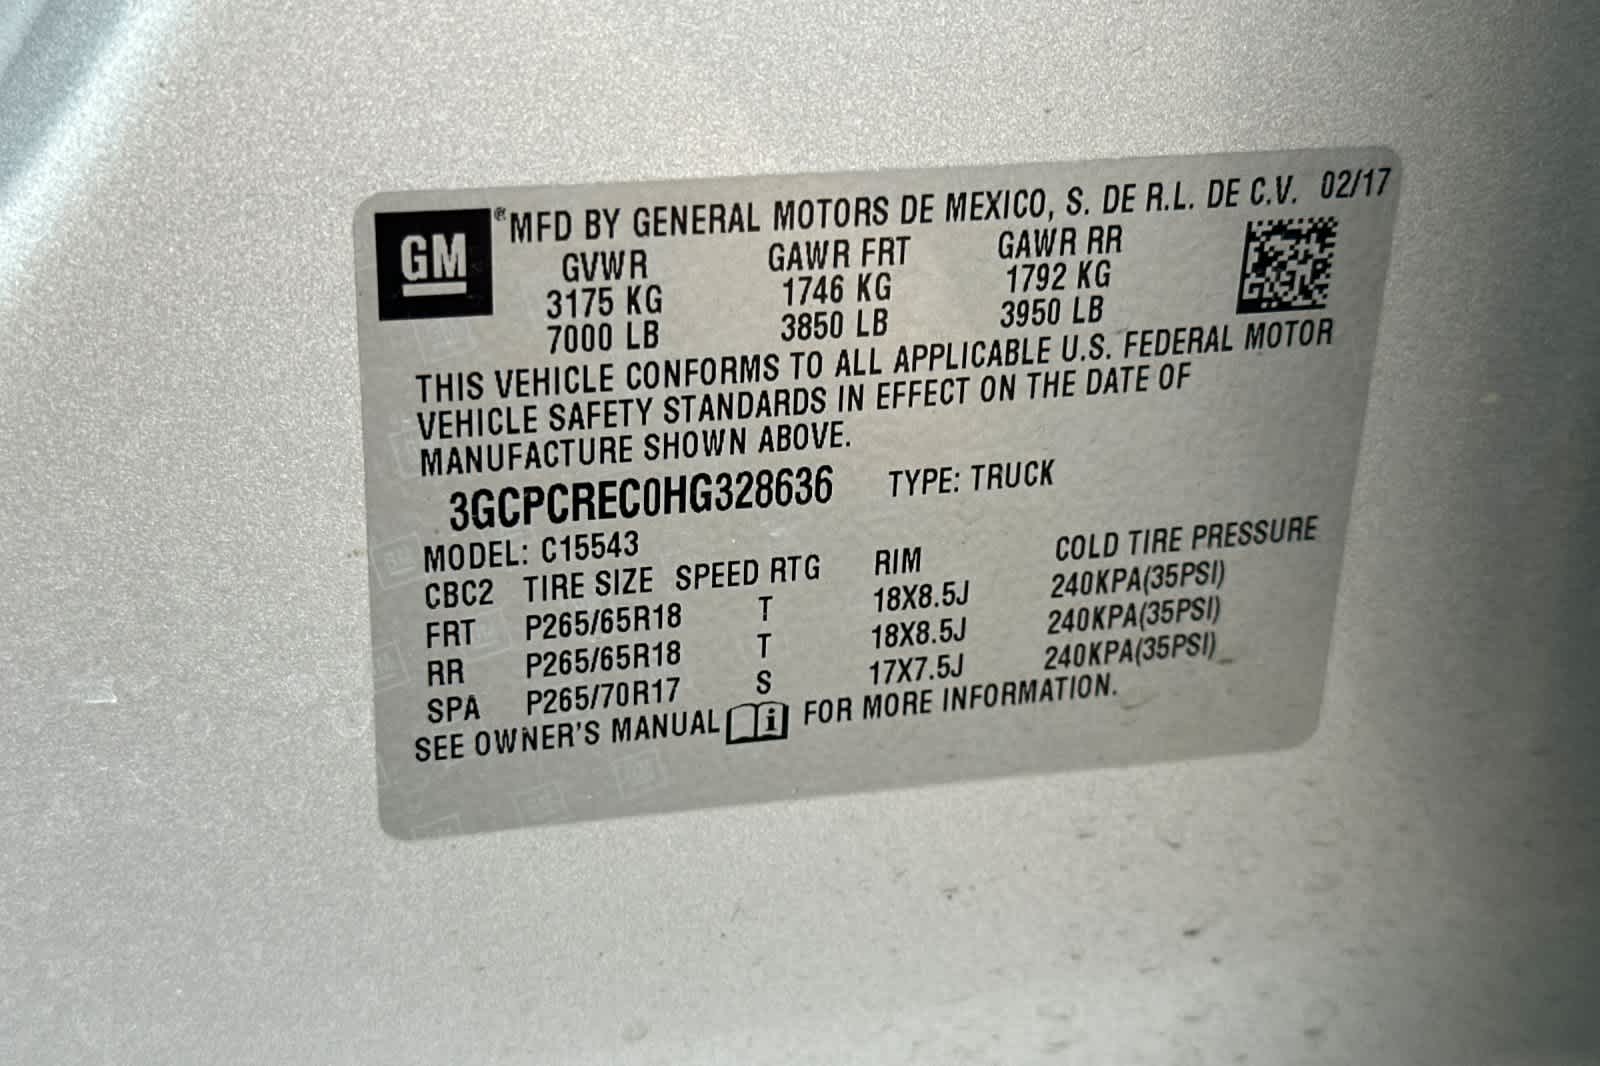 GM ® MFD BY GENERAL MOTORS DE MEXICO, S. DE R.L. DE C.V. 02/17
GVWR GAWR FRT GAWR RR
3175 KG 1746 KG 1792 KG
7000 LB 3850 LB 3950 LB
THIS VEHICLE CONFORMS TO ALL APPLICABLE U.S. FEDERAL MOTOR
VEHICLE SAFETY STANDARDS IN EFFECT ON THE DATE OF
MANUFACTURE SHOWN ABOVE.
3GCPCREC0HG328636 TYPE: TRUCK
MODEL: C15543
CBC2 TIRE SIZE SPEED RTG RIM COLD TIRE PRESSURE
FRT P265/65R18 T 18X8.5J 240KPA(35PSI)
RR P265/65R18 T 18X8.5J 240KPA(35PSI)
SPA P265/70R17 S 17X7.5J 240KPA(35PSI)
SEE OWNER'S MANUAL i FOR MORE INFORMATION.